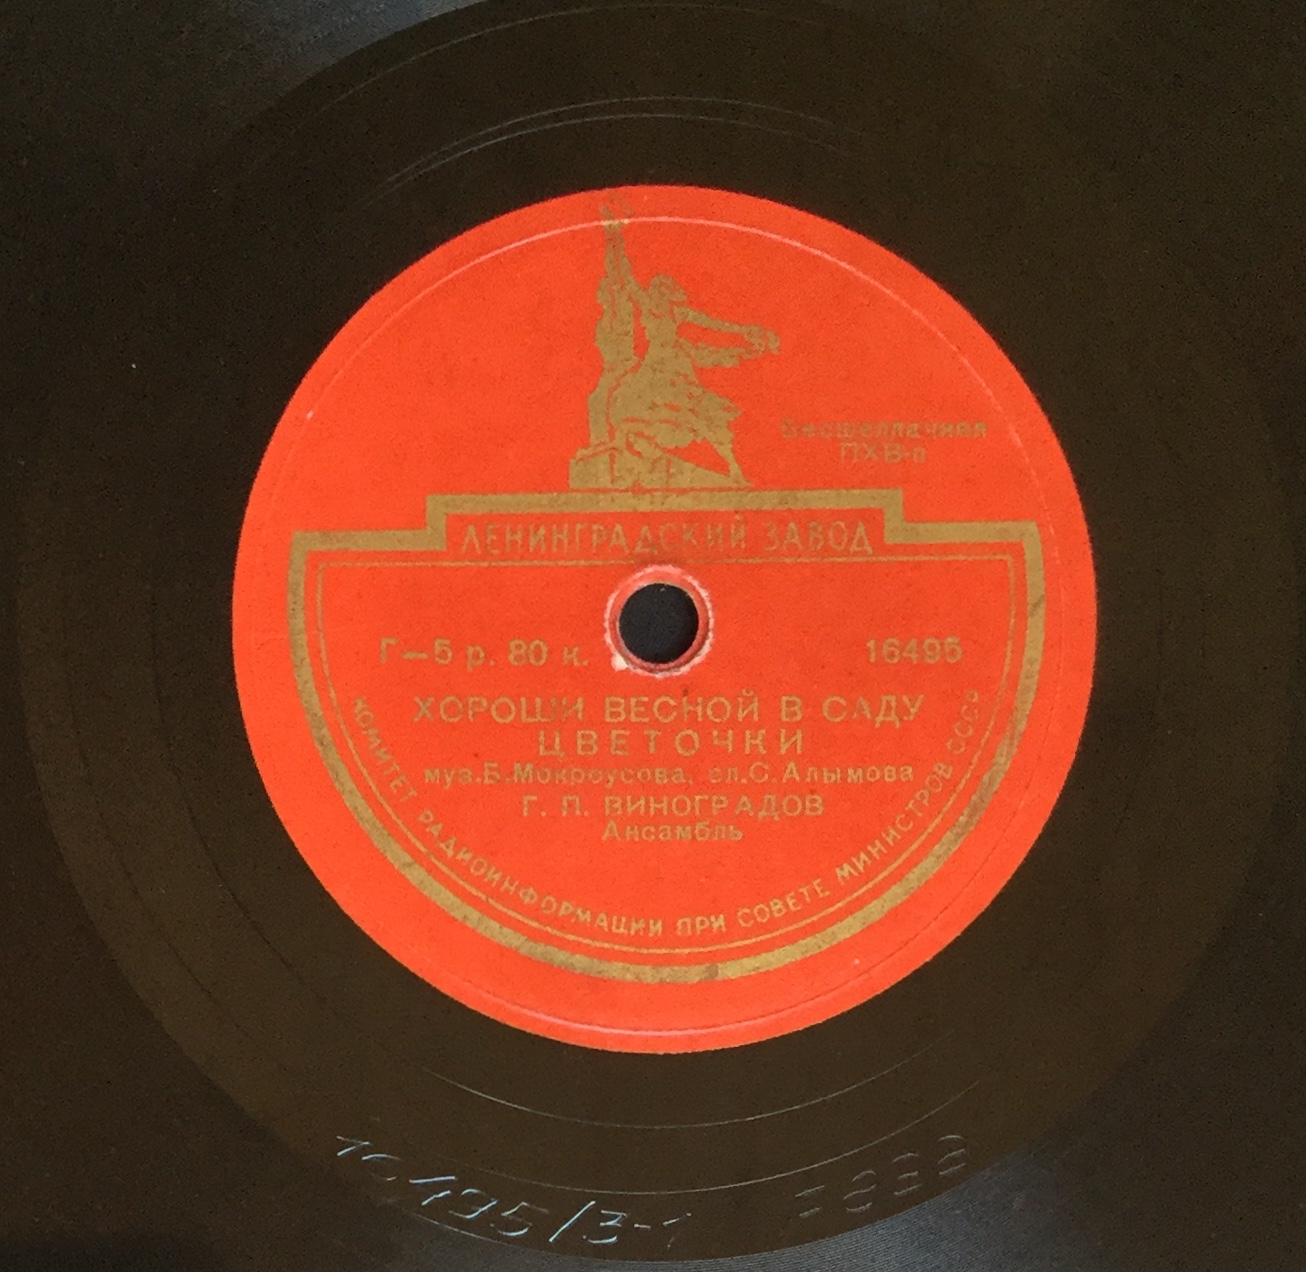 Бесшеллачная
ПХВ-п
ЛЕНИНГРАДСКИЙ ЗАВОД
Г—5 р. 80 к.
16495
ХОРОШИ ВЕСНОЙ В САДУ
ЦВЕТОЧКИ
муз.Б.Мокроусова, сл.С.Алымова
Г. П. ВИНОГРАДОВ
Ансамбль
КОМИТЕТ РАДИОИНФОРМАЦИИ ПРИ СОВЕТЕ МИНИСТРОВ СССР
16495/3-1